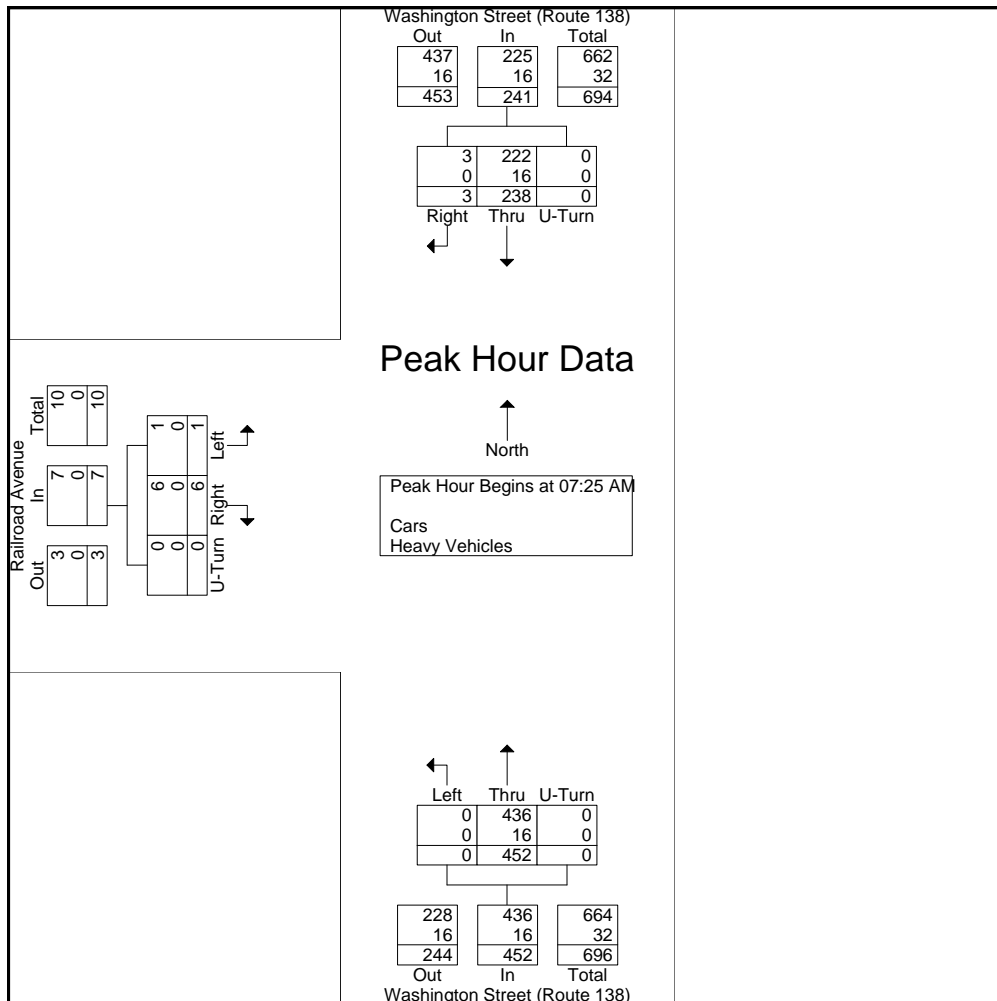 Washington Street (Route 138)
Out In Total
437 225 662
16 16 32
453 241 694
3 222 0
0 16 0
3 238 0
Right Thru U-Turn
Peak Hour Data
North
Peak Hour Begins at 07:25 AM
Cars
Heavy Vehicles
Railroad Avenue
Out In Total
3 7 10
0 0 0
3 7 10
0 6 1
0 0 0
0 6 1
U-Turn Right Left
Left Thru U-Turn
0 436 0
0 16 0
0 452 0
228 436 664
16 16 32
244 452 696
Out In Total
Washington Street (Route 138)